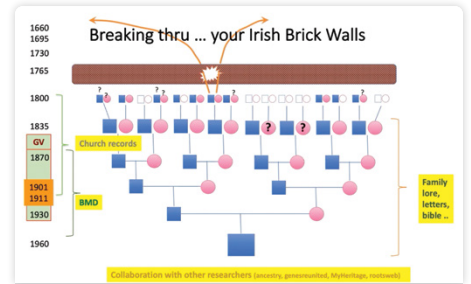 Breaking thru ... your Irish Brick Walls
1660
1695
1730
1765
1800
1835
GV
1870
1901
1911
1930
1960
? ? ? ? ?
? ?
Church records
BMD
Family
lore,
letters,
bible ..
Collaboration with other researchers (ancestry, genesreunited, MyHeritage, rootsweb)